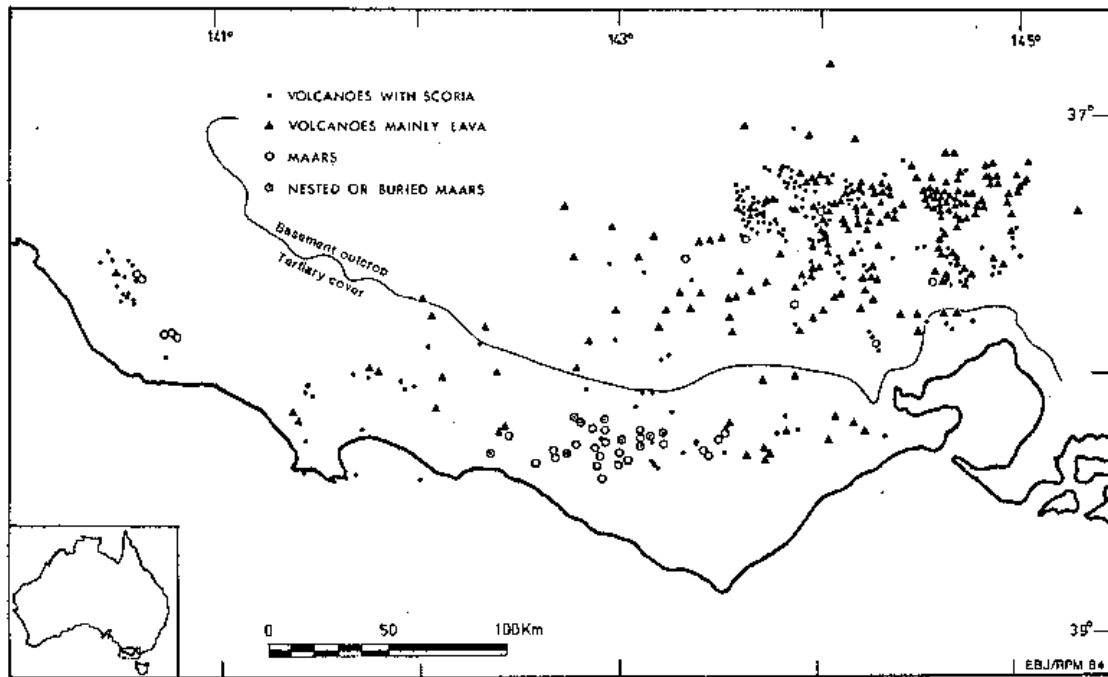 141° 143° 145°
VOLCANOES WITH SCORIA
37°
VOLCANOES MAINLY LAVA
MAARS
NESTED OR BURIED MAARS
Basement outcrop
Tertiary cover
0 50 100Km
39°
EBJ/RPM 84